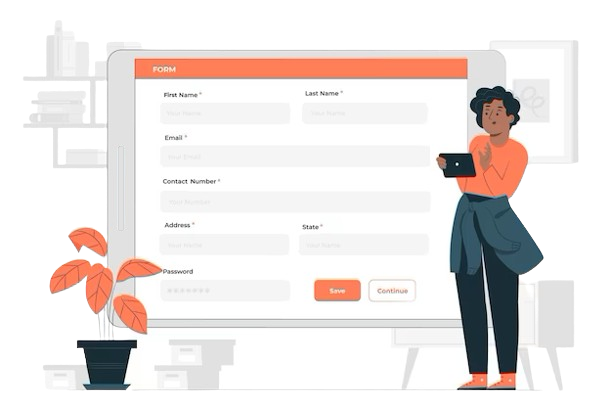 FORM
First Name * Last Name *
Your Name Your Name
Email *
Your Email
Contact Number *
Your Number
Address * State *
Your Name Your Name
Password
*******
Save Continue